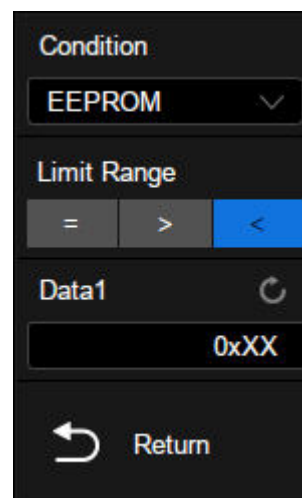 Condition
EEPROM
Limit Range
= > <
Data1
0xXX
Return